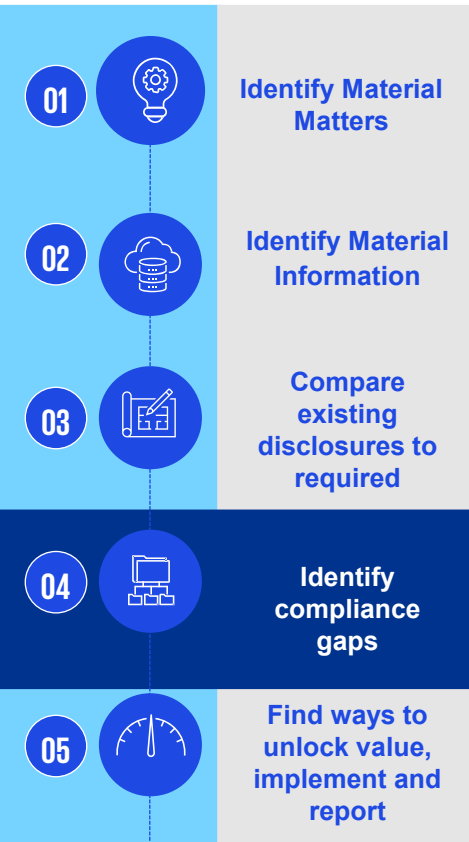 01
Identify Material
Matters
02
Identify Material
Information
03
Compare
existing
disclosures to
required
04
Identify
compliance
gaps
05
Find ways to
unlock value,
implement and
report